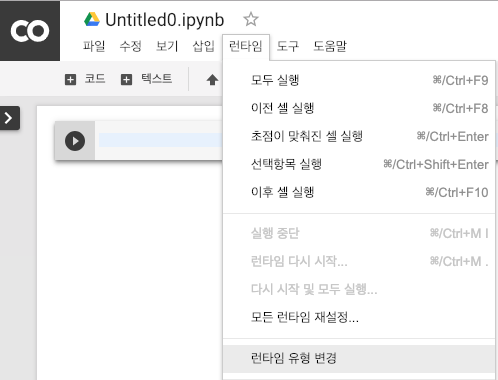 CO Untitled0.ipynb
파일 수정 보기 삽입 런타임 도구 도움말
코드 텍스트
모두 실행 ⌘/Ctrl+F9
이전 셀 실행 ⌘/Ctrl+F8
초점이 맞춰진 셀 실행 ⌘/Ctrl+Enter
선택항목 실행 ⌘/Ctrl+Shift+Enter
이후 셀 실행 ⌘/Ctrl+F10
실행 중단 ⌘/Ctrl+M I
런타임 다시 시작... ⌘/Ctrl+M .
다시 시작 및 모두 실행...
모든 런타임 재설정...
런타임 유형 변경